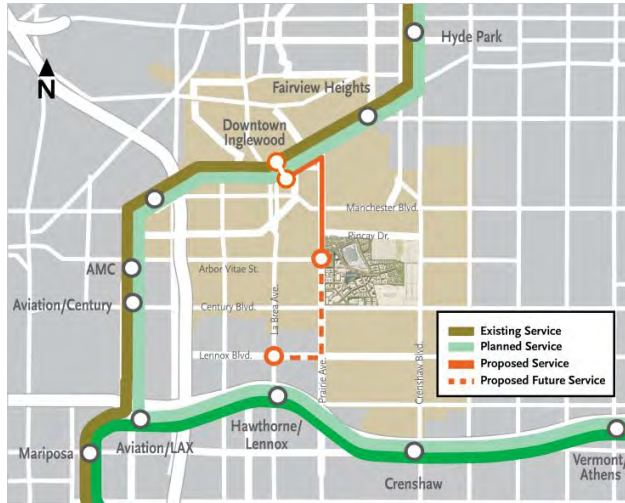 Hyde Park
N
Fairview Heights
Downtown
Inglewood
Manchester Blvd.
Pincay Dr.
AMC
Arbor Vitae St.
Aviation/Century
Century Blvd.
La Brea Ave.
Existing Service
Planned Service
Proposed Service
Proposed Future Service
Lennox Blvd.
Prairie Ave.
Crenshaw Blvd.
Mariposa
Aviation/LAX
Hawthorne/
Lennox
Crenshaw
Vermont/
Athens